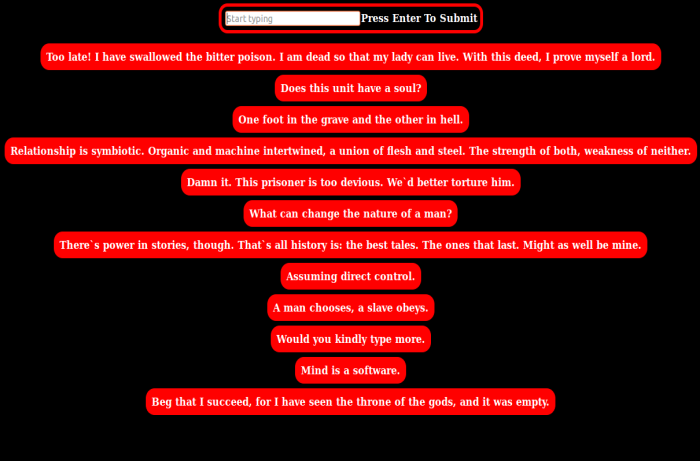 Start typing Press Enter To Submit
Too late! I have swallowed the bitter poison. I am dead so that my lady can live. With this deed, I prove myself a lord.
Does this unit have a soul?
One foot in the grave and the other in hell.
Relationship is symbiotic. Organic and machine intertwined, a union of flesh and steel. The strength of both, weakness of neither.
Damn it. This prisoner is too devious. We`d better torture him.
What can change the nature of a man?
There`s power in stories, though. That`s all history is: the best tales. The ones that last. Might as well be mine.
Assuming direct control.
A man chooses, a slave obeys.
Would you kindly type more.
Mind is a software.
Beg that I succeed, for I have seen the throne of the gods, and it was empty.